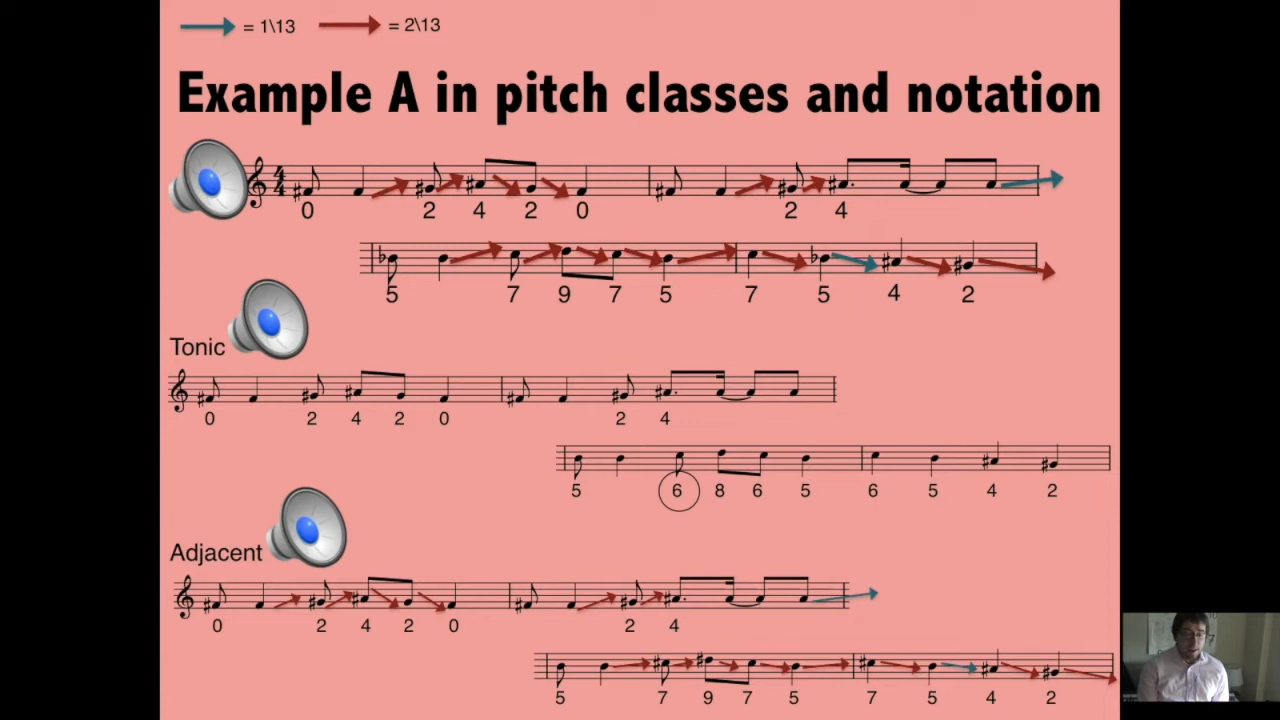 = 1\13 = 2\13
Example A in pitch classes and notation
4
4
0 2 4 2 0 2 4
5 7 9 7 5 7 5 4 2
Tonic
0 2 4 2 0 2 4
5 6 8 6 5 6 5 4 2
Adjacent
0 2 4 2 0 2 4
5 7 9 7 5 7 5 4 2